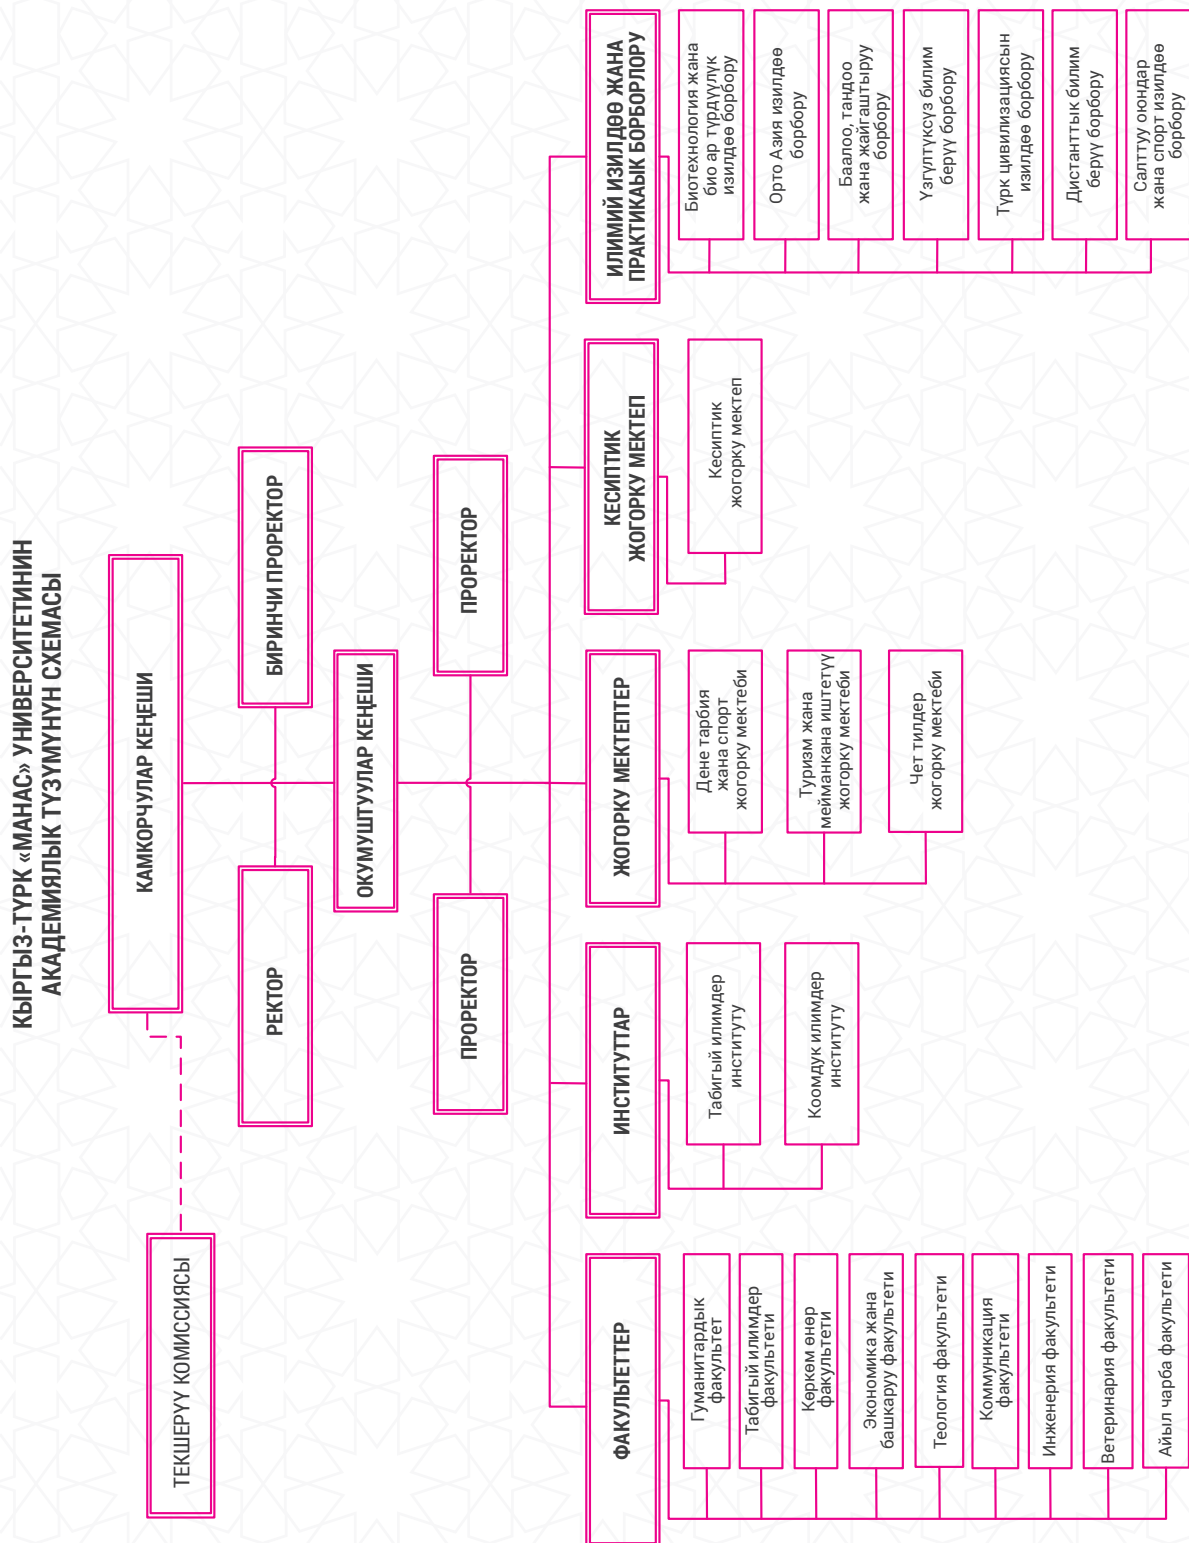 КЫРГЫЗ-ТҮРК «МАНАС» УНИВЕРСИТЕТИНИН
АКАДЕМИЯЛЫК ТҮЗҮМҮНҮН СХЕМАСЫ
КАМКОРЧУЛАР КЕҢЕШИ
ТЕКШЕРҮҮ КОМИССИЯСЫ
РЕКТОР
БИРИНЧИ ПРОРЕКТОР
ОКУМУШТУУЛАР КЕҢЕШИ
ПРОРЕКТОР
ПРОРЕКТОР
ФАКУЛЬТЕТТЕР
Гуманитардык
факультет
Табигый илимдер
факультети
Көркөм өнөр
факультети
Экономика жана
башкаруу факультети
Теология факультети
Коммуникация
факультети
Инженерия факультети
Ветеринария факультети
Айыл чарба факультети
ИНСТИТУТТАР
Табигый илимдер
институту
Коомдук илимдер
институту
ЖОГОРКУ МЕКТЕПТЕР
Дене тарбия
жана спорт
жогорку мектеби
Туризм жана
мейманкана иштетүү
жогорку мектеби
Чет тилдер
жогорку мектеби
КЕСИПТИК
ЖОГОРКУ МЕКТЕП
Кесиптик
жогорку мектеп
ИЛИМИЙ ИЗИЛДӨӨ ЖАНА
ПРАКТИКАЫК БОРБОРЛОРУ
Биотехнология жана
био ар түрдүүлүк
изилдөө борбору
Орто Азия изилдөө
борбору
Баалоо, тандоо
жана жайгаштыруу
борбору
Үзгүлтүксүз билим
берүү борбору
Түрк цивилизациясын
изилдөө борбору
Дистанттык билим
берүү борбору
Салттуу оюндар
жана спорт изилдөө
борбору